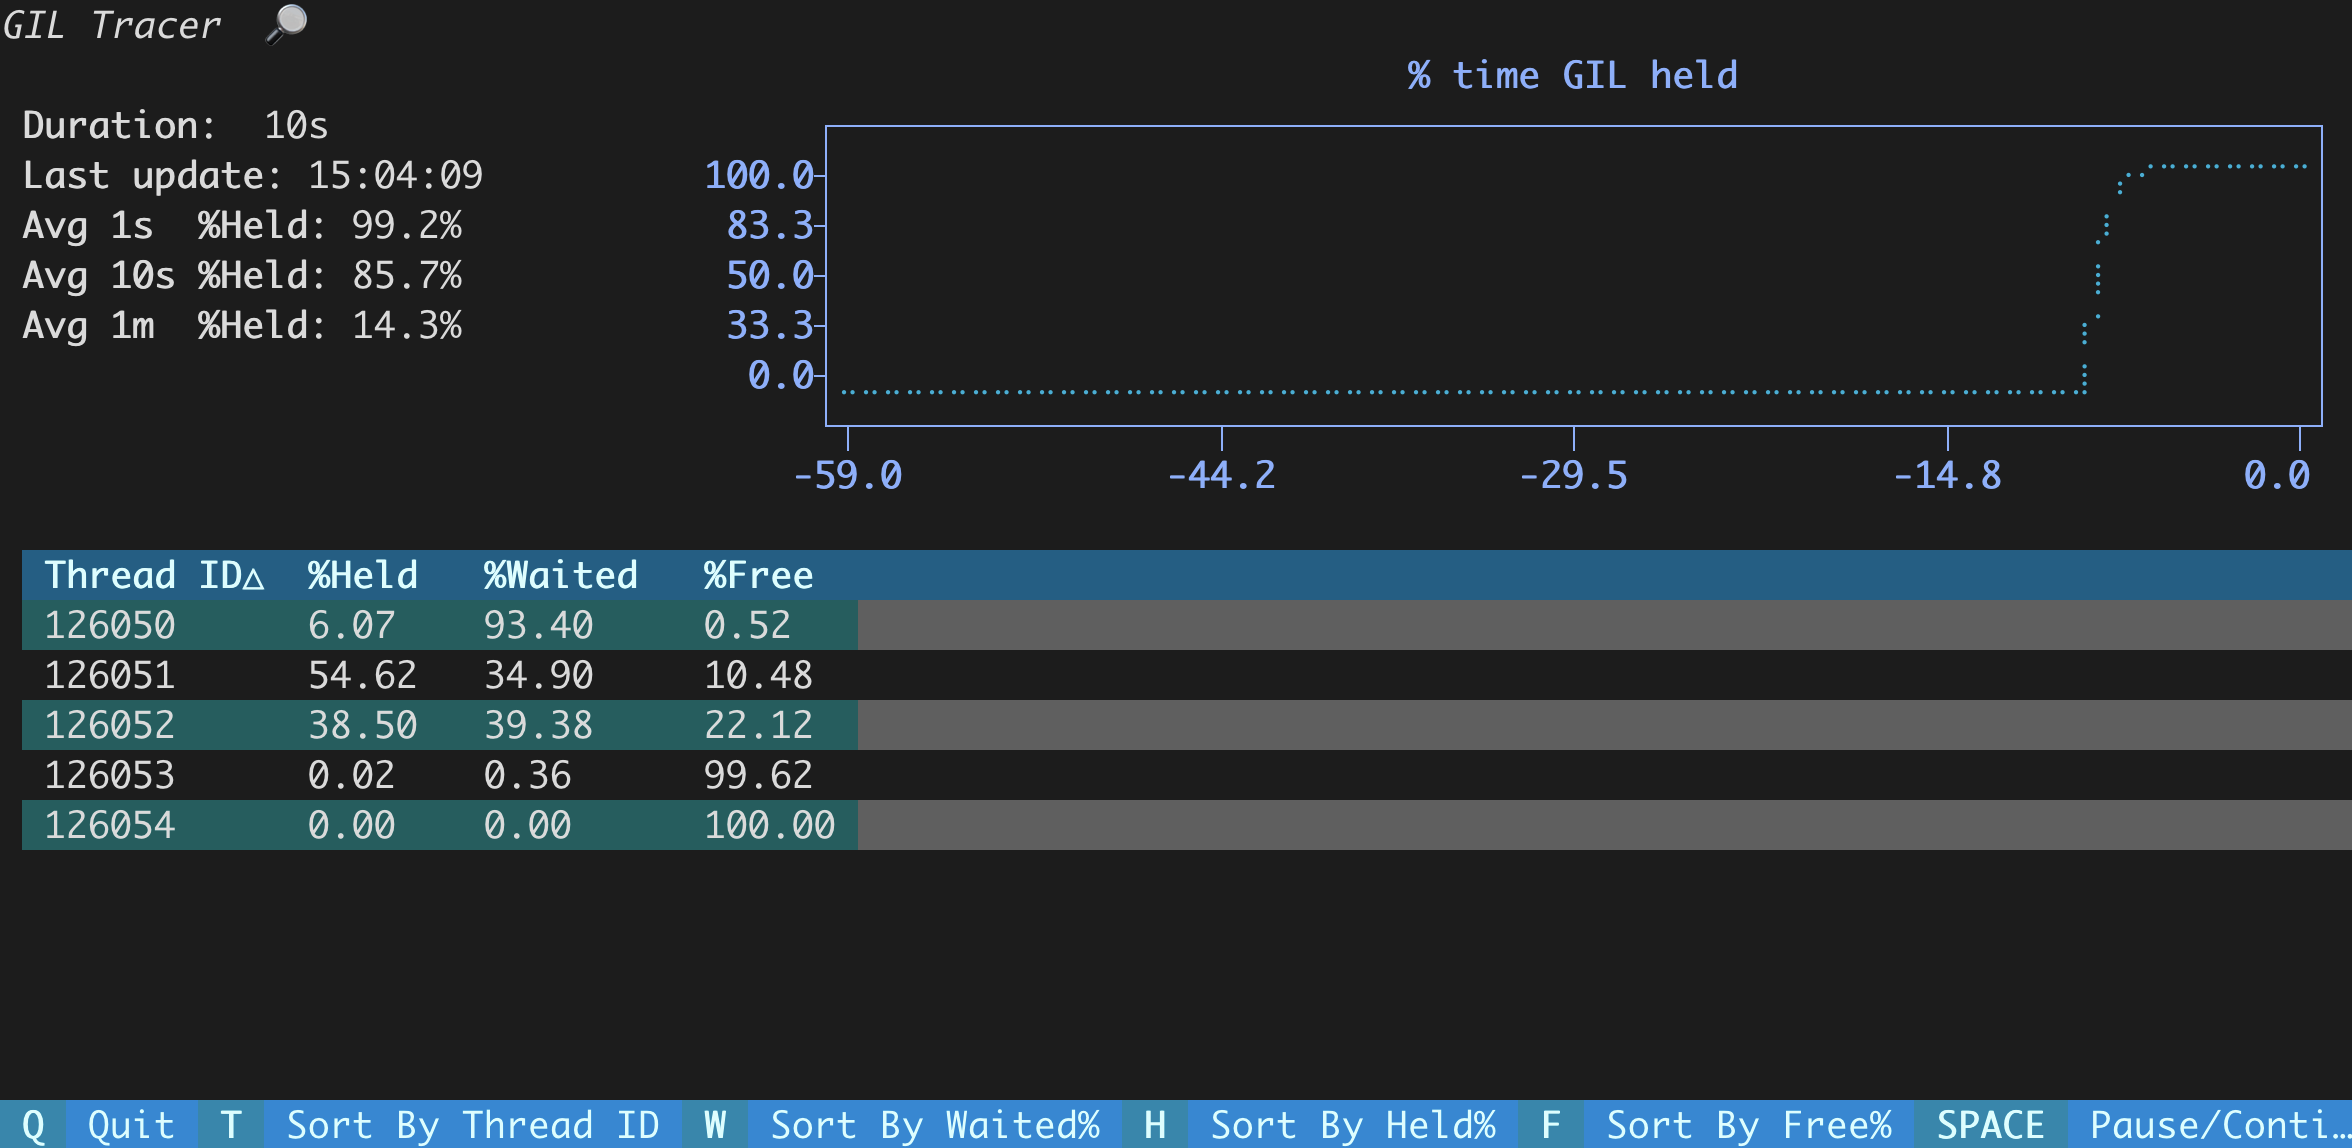 GIL Tracer 🔎
% time GIL held
Duration: 10s
Last update: 15:04:09
Avg 1s %Held: 99.2%
Avg 10s %Held: 85.7%
Avg 1m %Held: 14.3%
100.0
83.3
50.0
33.3
0.0
-59.0 -44.2 -29.5 -14.8 0.0
Thread ID△ %Held %Waited %Free
126050 6.07 93.40 0.52
126051 54.62 34.90 10.48
126052 38.50 39.38 22.12
126053 0.02 0.36 99.62
126054 0.00 0.00 100.00
Q Quit T Sort By Thread ID W Sort By Waited% H Sort By Held% F Sort By Free% SPACE Pause/Conti…